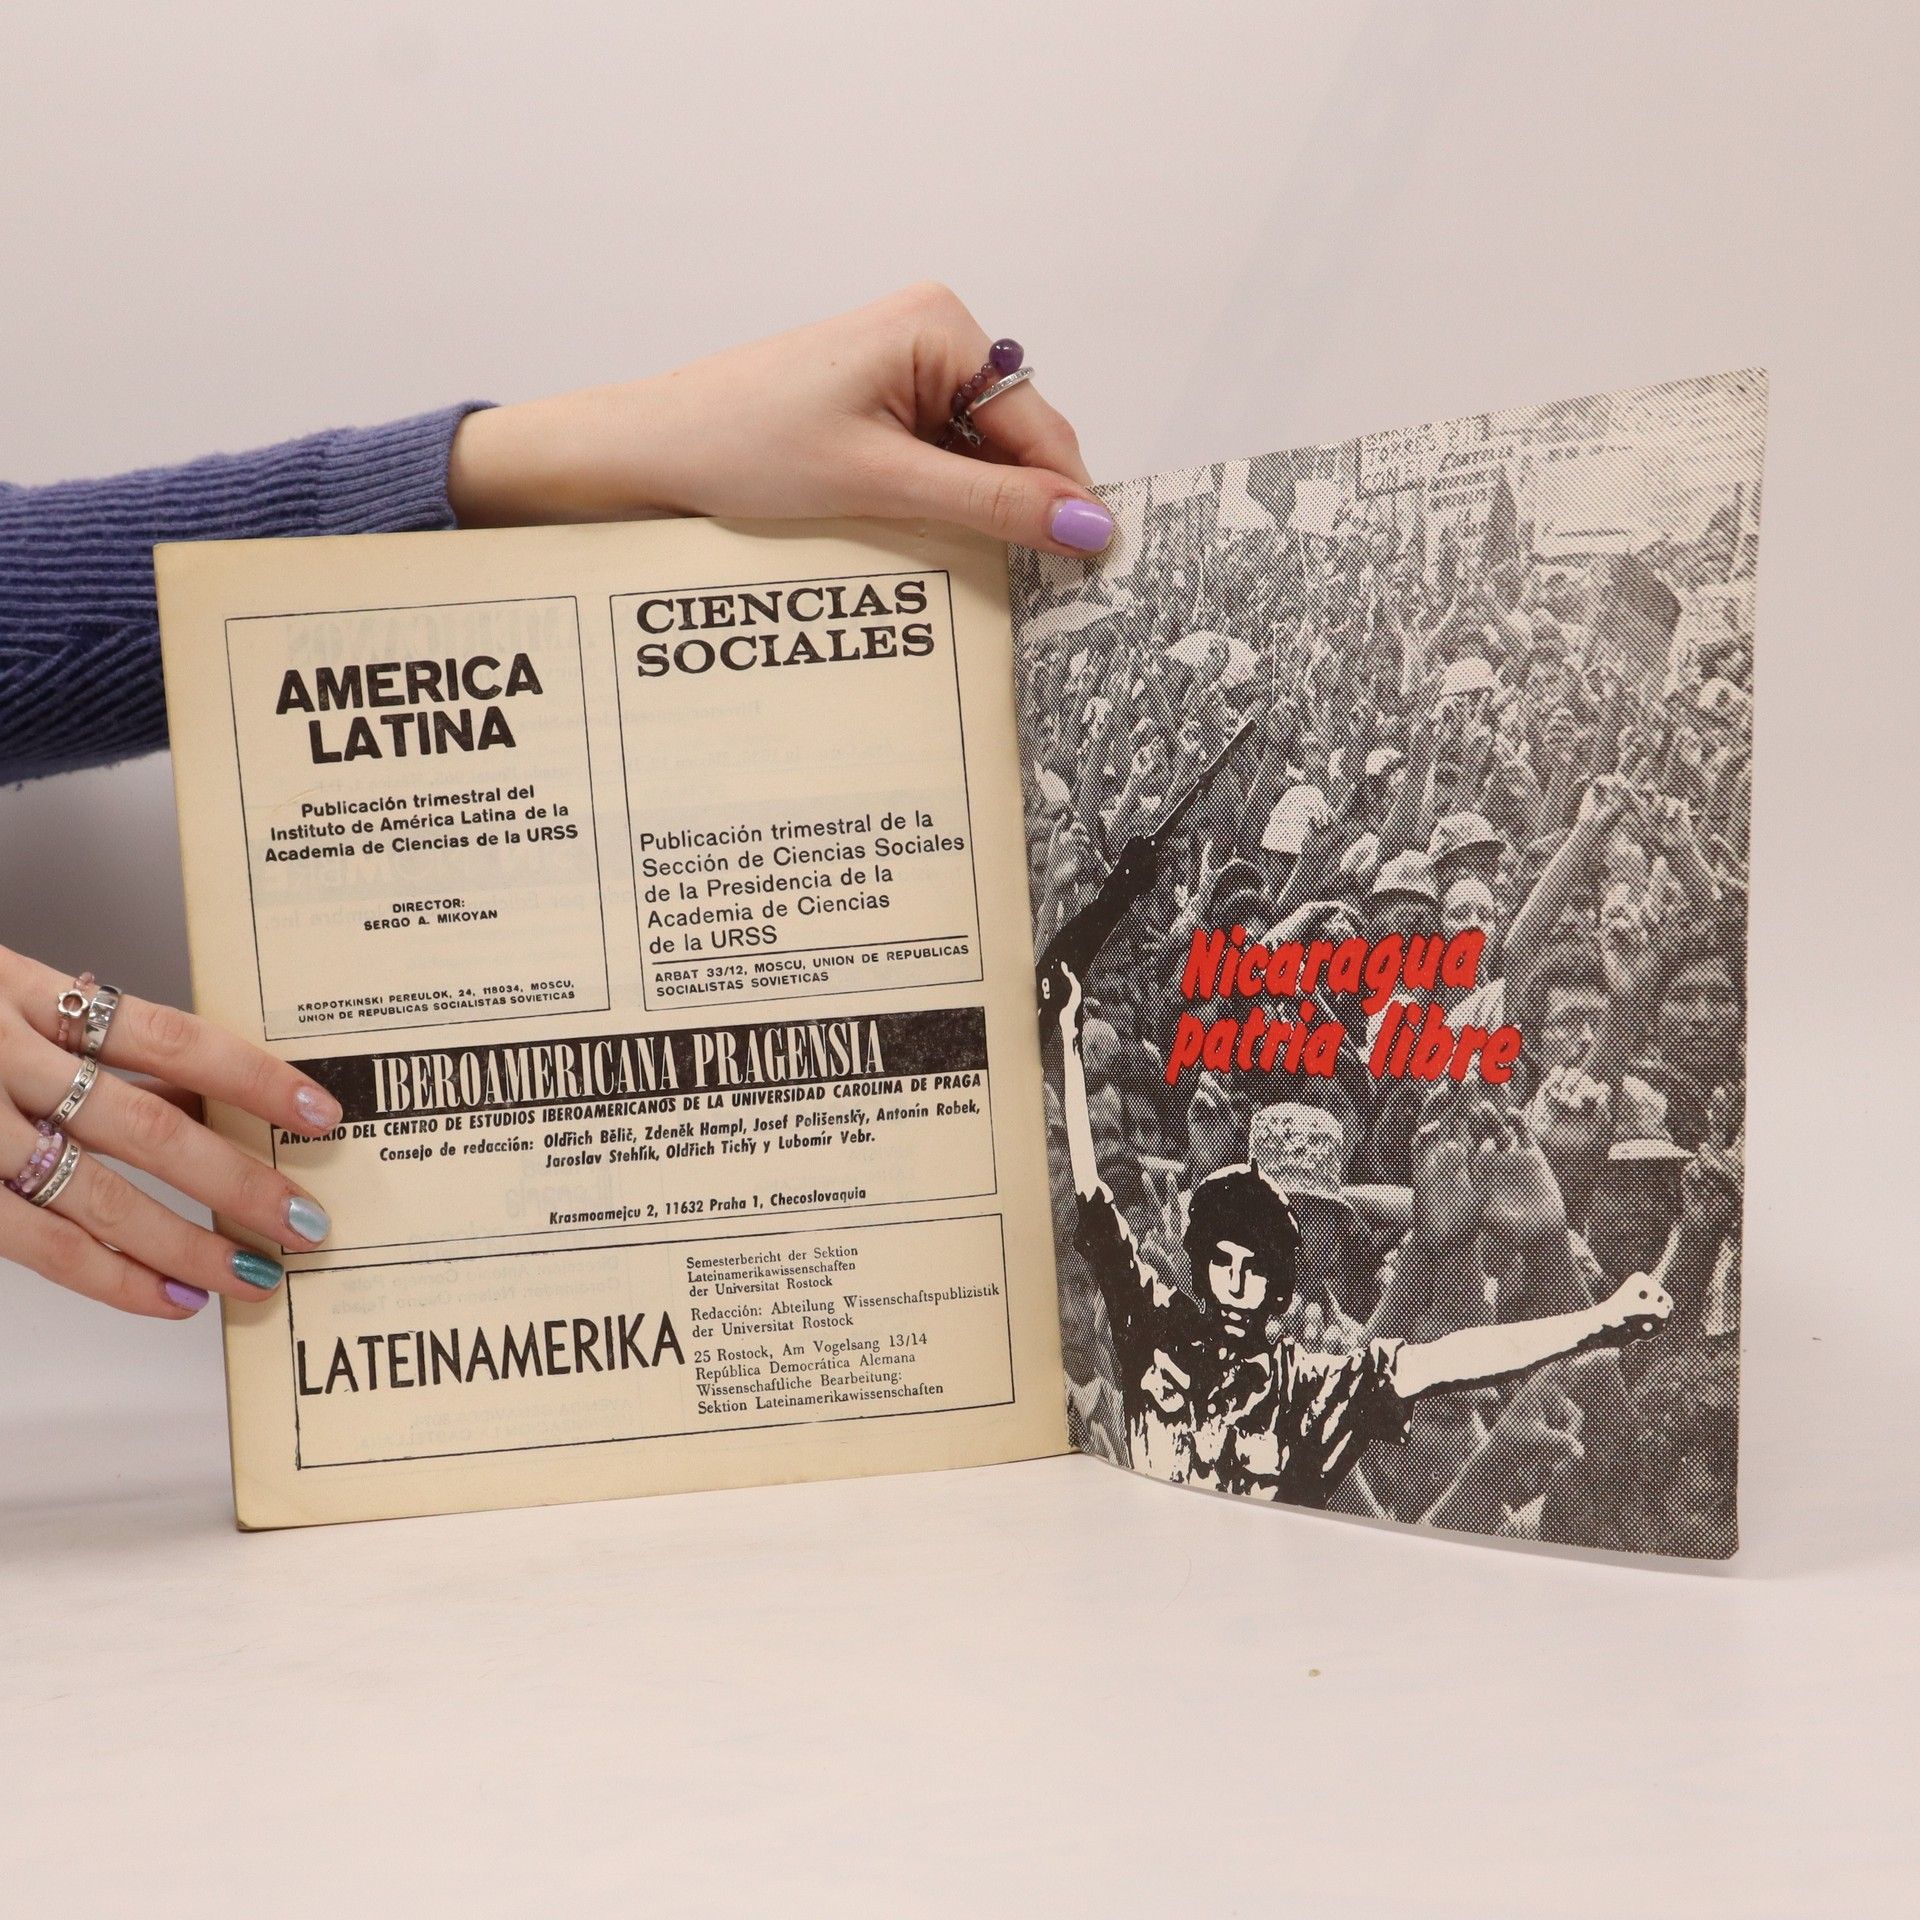 AMERICA
LATINA
Publicación trimestral del
Instituto de América Latina de la
Academia de Ciencias de la URSS
DIRECTOR:
SERGO A. MIKOYAN
KROPOTKINSKI PEREULOK, 24, 118034, MOSCU,
UNION DE REPUBLICAS SOCIALISTAS SOVIETICAS
CIENCIAS
SOCIALES
Publicación trimestral de la
Sección de Ciencias Sociales
de la Presidencia de la
Academia de Ciencias
de la URSS
ARBAT 33/12, MOSCU, UNION DE REPUBLICAS
SOCIALISTAS SOVIETICAS
IBEROAMERICANA PRAGENSIA
ANUARIO DEL CENTRO DE ESTUDIOS IBEROAMERICANOS DE LA UNIVERSIDAD CAROLINA DE PRAGA
Consejo de redacción: Oldřich Bělič, Zdeněk Hampl, Josef Polišenský, Antonín Robek,
Jaroslav Stehlík, Oldřich Tichý y Lubomír Vebr.
Krasmoamejcu 2, 11632 Praha 1, Checoslovaquia
LATEINAMERIKA
Semesterbericht der Sektion
Lateinamerikawissenschaften
der Universitat Rostock
Redacción: Abteilung Wissenschaftspublizistik
der Universitat Rostock
25 Rostock, Am Vogelsang 13/14
República Democrática Alemana
Wissenschaftliche Bearbeitung:
Sektion Lateinamerikawissenschaften
Nicaragua
patria libre